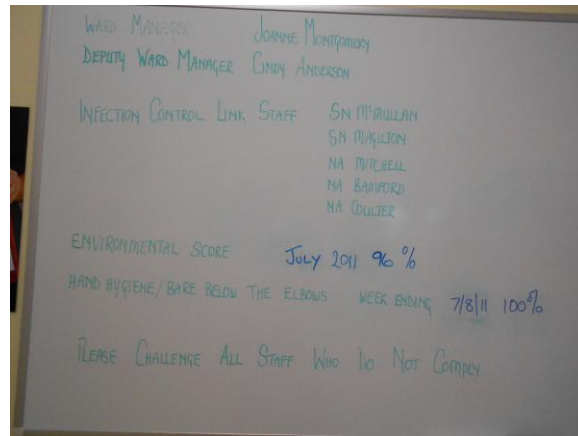 WARD MANAGER JOANNE MONTGOMERY
DEPUTY WARD MANAGER CINDY ANDERSON
INFECTION CONTROL LINK STAFF SN McMULLAN
SN MAGILTON
NA MITCHELL
NA BAMFORD
NA COULTER
ENVIRONMENTAL SCORE JULY 2011 96%
HAND HYGIENE/BARE BELOW THE ELBOWS WEEK ENDING 7/8/11 100%
PLEASE CHALLENGE ALL STAFF WHO DO NOT COMPLY